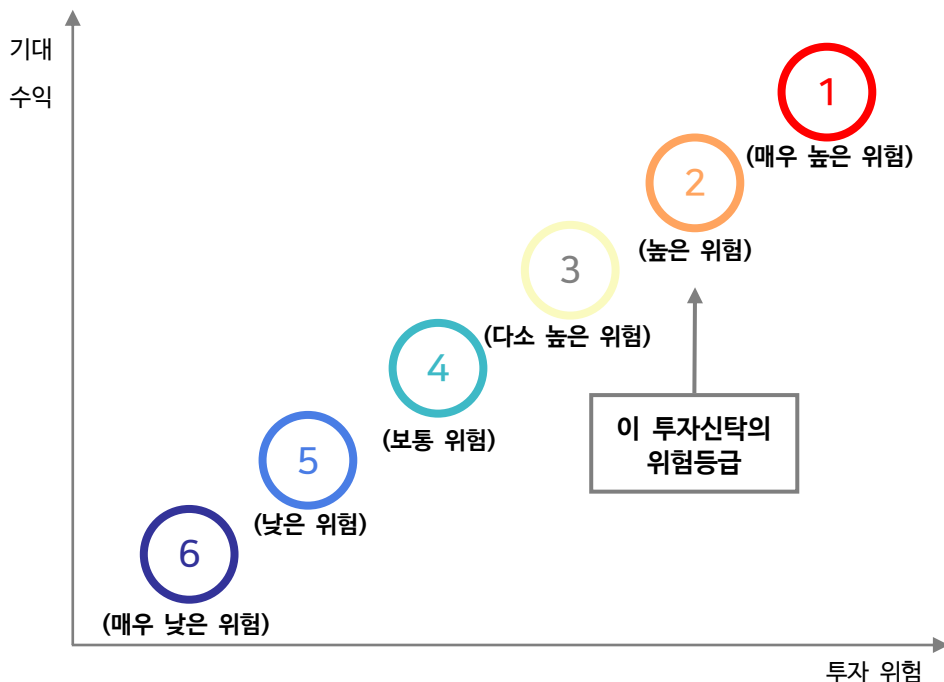 기대
수익
1
(매우 높은 위험)
2
(높은 위험)
3
(다소 높은 위험)
4
(보통 위험)
이 투자신탁의
위험등급
5
(낮은 위험)
6
(매우 낮은 위험)
투자 위험